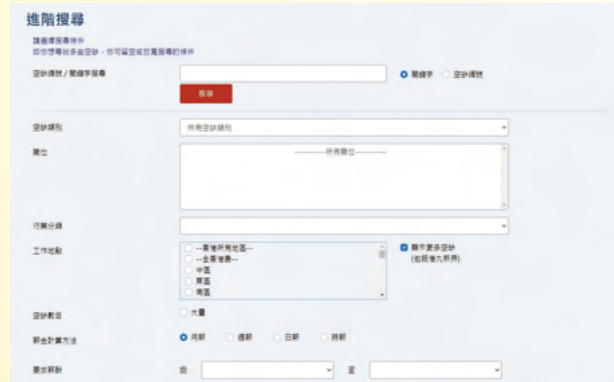 進階搜尋
請選擇搜尋條件
如你想尋找多些空缺，你可留空或放寬搜尋的條件
空缺編號 / 關鍵字搜尋
關鍵字
空缺編號
搜尋
空缺類別
所有空缺類別
職位
-----------所有職位-----------
行業分類
工作地點
--香港所有地區--
--全香港島--
中區
東區
南區
顯示更多空缺
(包括港九新界)
空缺數目
大量
薪金計算方法
月薪
週薪
日薪
時薪
要求薪酬
由
至